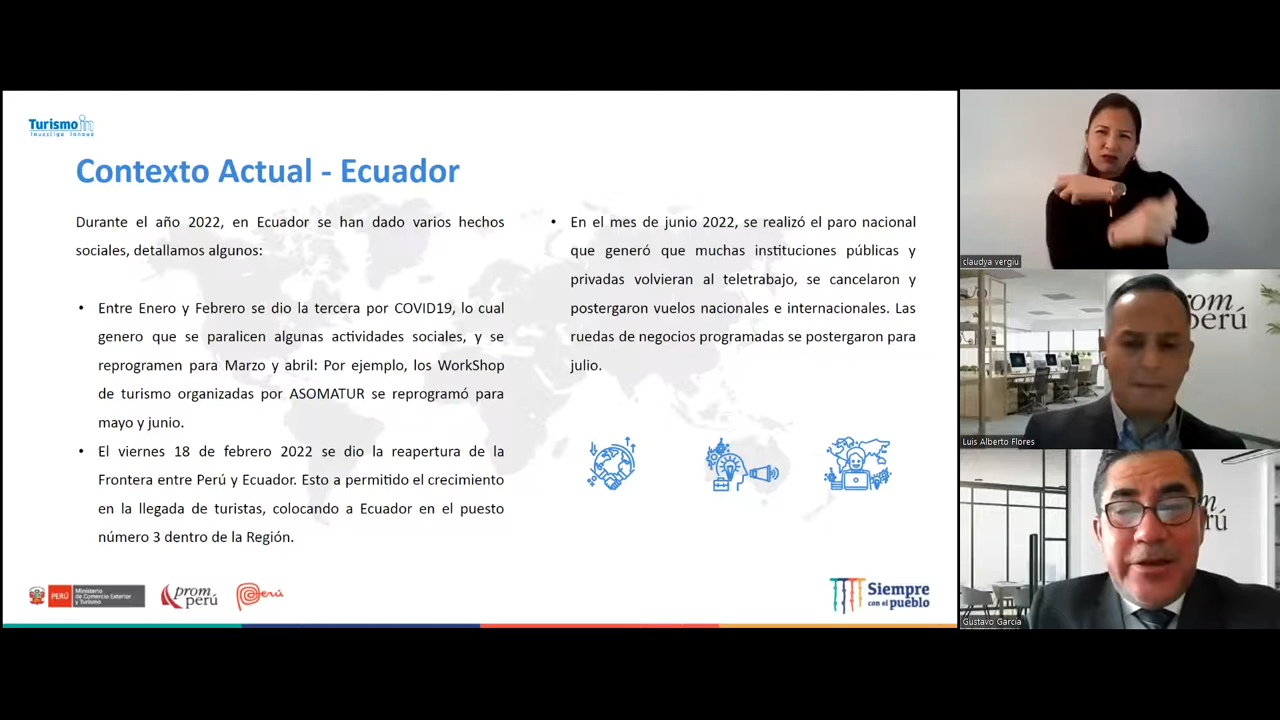 Turismo in
Investiga Innova
Contexto Actual - Ecuador
Durante el año 2022, en Ecuador se han dado varios hechos
sociales, detallamos algunos:
• Entre Enero y Febrero se dio la tercera por COVID19, lo cual
genero que se paralicen algunas actividades sociales, y se
reprogramen para Marzo y abril: Por ejemplo, los WorkShop
de turismo organizadas por ASOMATUR se reprogramó para
mayo y junio.
• El viernes 18 de febrero 2022 se dio la reapertura de la
Frontera entre Perú y Ecuador. Esto a permitido el crecimiento
en la llegada de turistas, colocando a Ecuador en el puesto
número 3 dentro de la Región.
• En el mes de junio 2022, se realizó el paro nacional
que generó que muchas instituciones públicas y
privadas volvieran al teletrabajo, se cancelaron y
postergaron vuelos nacionales e internacionales. Las
ruedas de negocios programadas se postergaron para
julio.
PERÚ
Ministerio
de Comercio Exterior
y Turismo
prom
perú
Perú
Siempre
con el pueblo
claudya vergiu
prom
perú
Luis Alberto Flores
prom
perú
Gustavo García